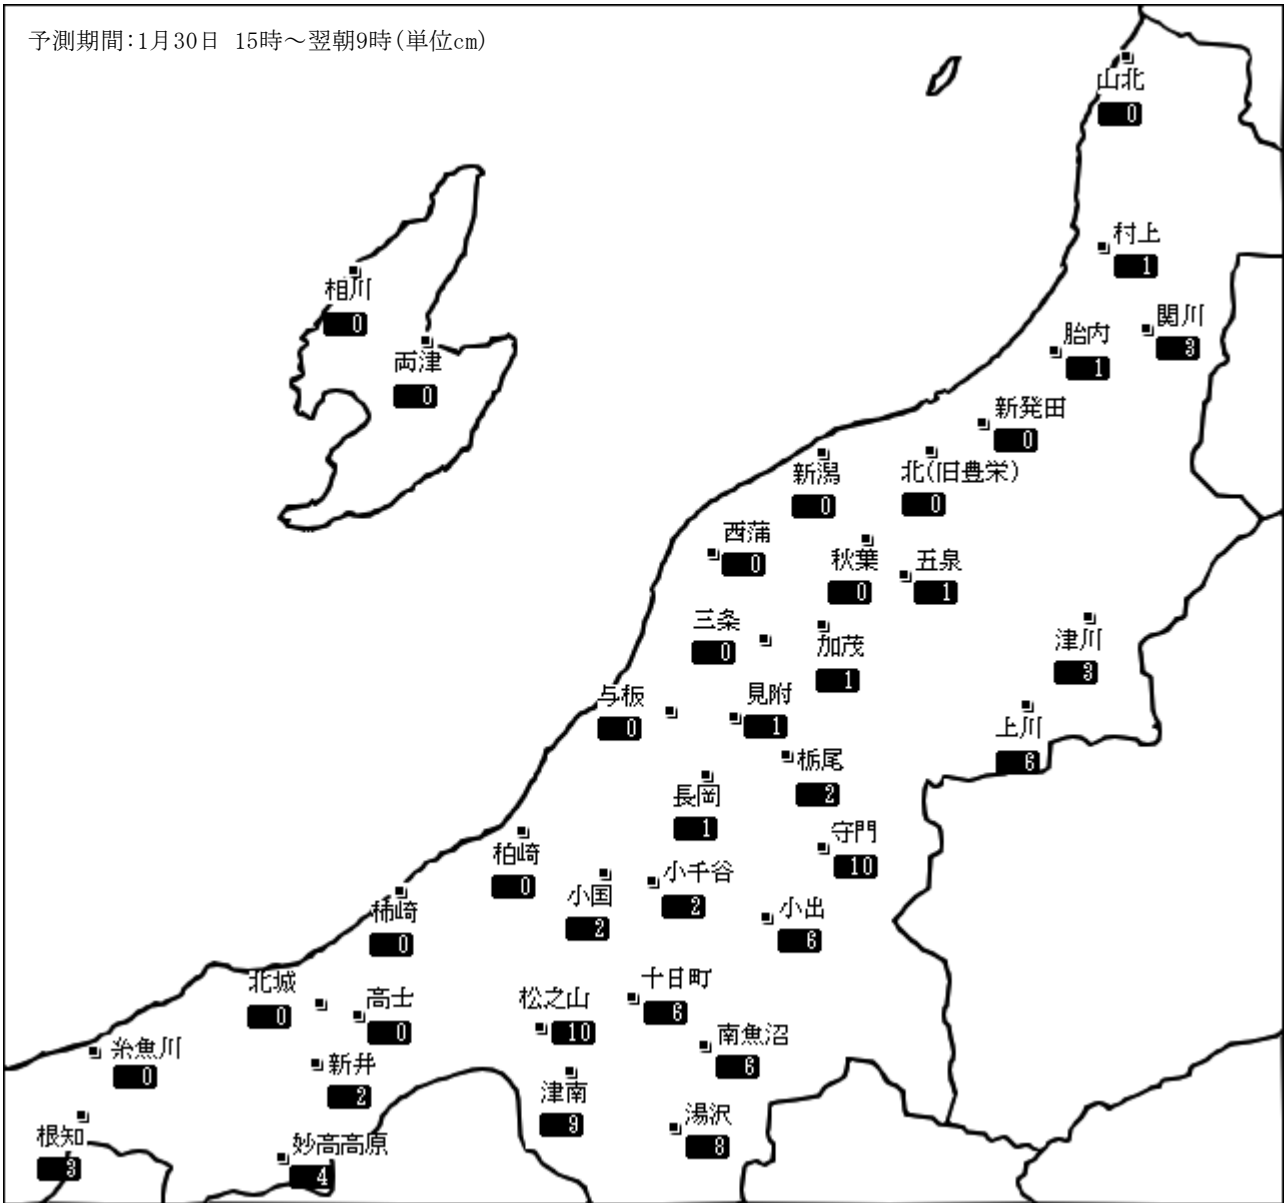 予測期間:1月30日 15時～翌朝9時(単位cm)
山北
0
村上
1
相川
0
関川
3
胎内
1
両津
0
新発田
0
新潟
0
北(旧豊栄)
0
西蒲
0
秋葉
0
五泉
1
三条
0
加茂
1
津川
3
与板
0
見附
1
上川
6
栃尾
2
長岡
1
守門
10
柏崎
0
小千谷
2
小国
2
柿崎
0
小出
6
北城
0
高士
0
松之山
10
十日町
6
南魚沼
6
糸魚川
0
新井
2
津南
9
湯沢
8
根知
3
妙高高原
4